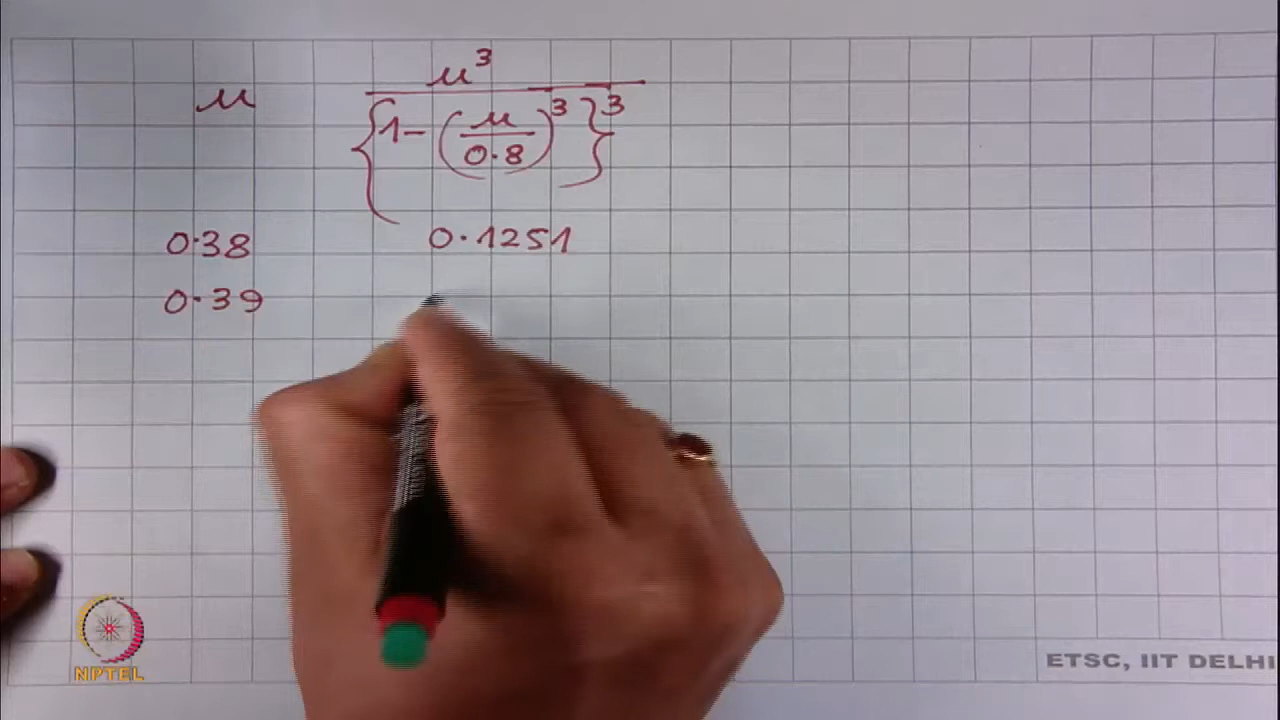 μ μ³
{1-(μ/0.8)³}³
0.38 0.1251
0.39
NPTEL
ETSC, IIT DELHI